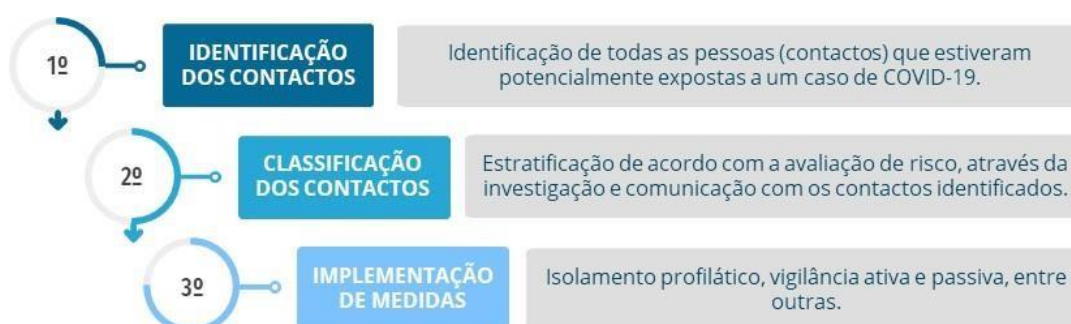 1º
IDENTIFICAÇÃO
DOS CONTACTOS
Identificação de todas as pessoas (contactos) que estiveram
potencialmente expostas a um caso de COVID-19.
2º
CLASSIFICAÇÃO
DOS CONTACTOS
Estratificação de acordo com a avaliação de risco, através da
investigação e comunicação com os contactos identificados.
3º
IMPLEMENTAÇÃO
DE MEDIDAS
Isolamento profilático, vigilância ativa e passiva, entre
outras.